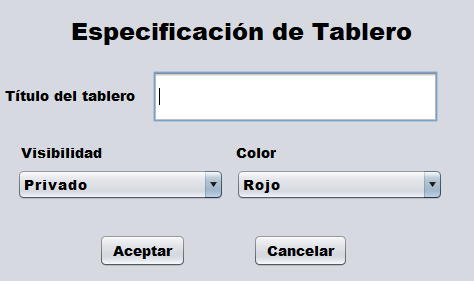 Especificación de Tablero
Título del tablero
Visibilidad Color
Privado Rojo
Aceptar Cancelar